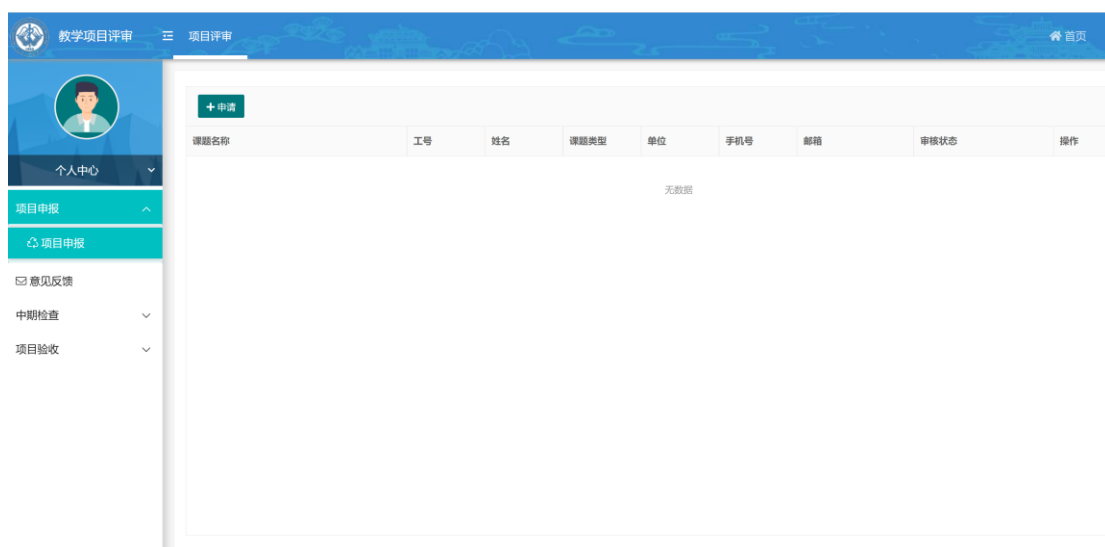 教学项目评审 项目评审 首页
个人中心
项目申报
项目申报
意见反馈
中期检查
项目验收
申请
课题名称 工号 姓名 课题类型 单位 手机号 邮箱 审核状态 操作
无数据